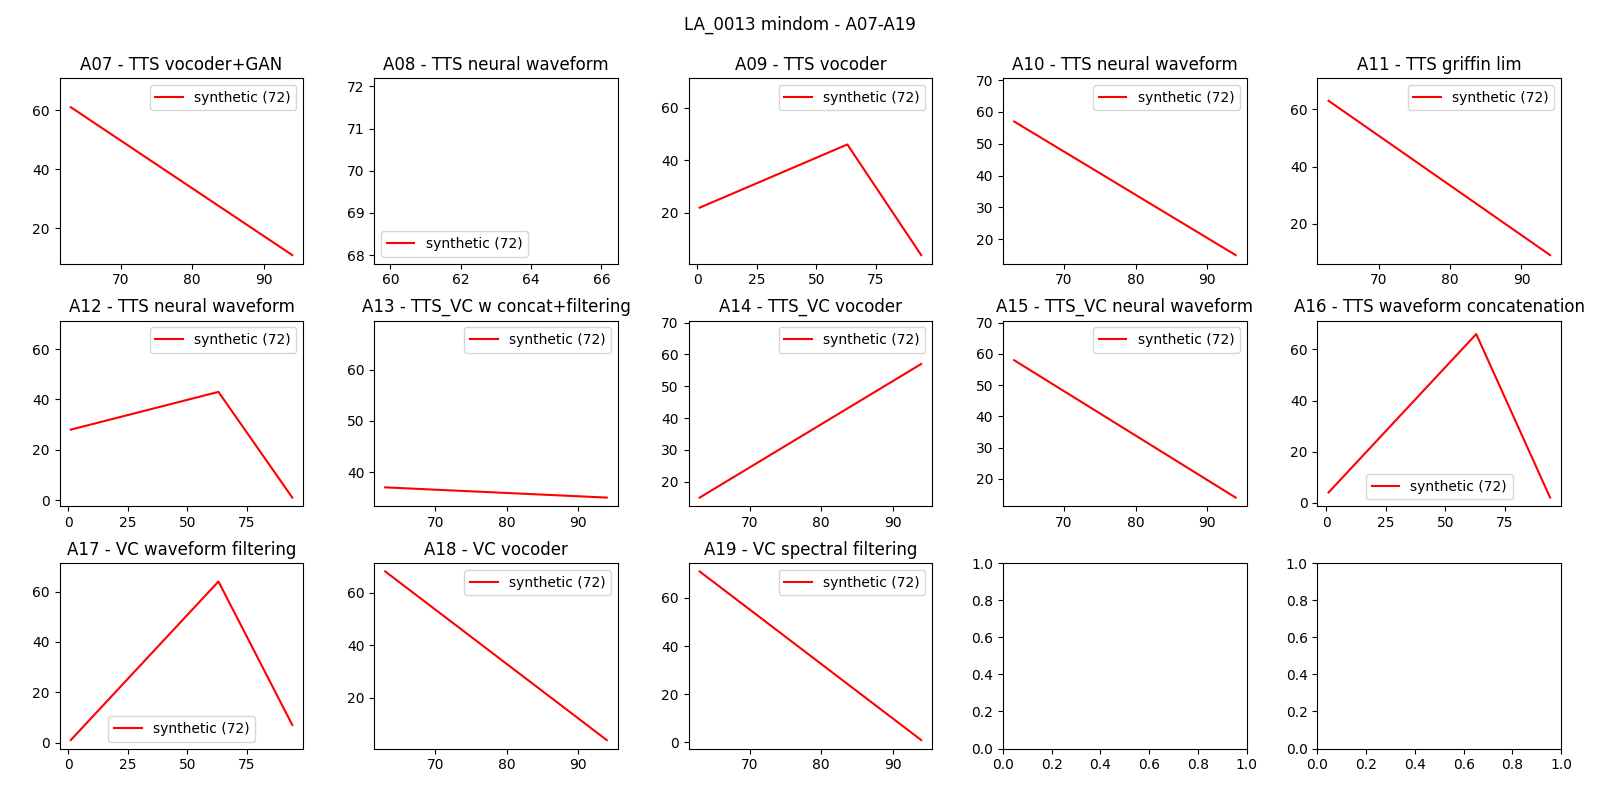 LA_0013 mindom - A07-A19
A07 - TTS vocoder+GAN
synthetic (72)
60
40
20
70 80 90
A08 - TTS neural waveform
72
71
70
69
68
synthetic (72)
60 62 64 66
A09 - TTS vocoder
synthetic (72)
60
40
20
0 25 50 75
A10 - TTS neural waveform
synthetic (72)
70
60
50
40
30
20
70 80 90
A11 - TTS griffin lim
synthetic (72)
60
40
20
70 80 90
A12 - TTS neural waveform
synthetic (72)
60
40
20
0
0 25 50 75
A13 - TTS_VC w concat+filtering
synthetic (72)
60
50
40
70 80 90
A14 - TTS_VC vocoder
synthetic (72)
70
60
50
40
30
20
70 80 90
A15 - TTS_VC neural waveform
synthetic (72)
70
60
50
40
30
20
70 80 90
A16 - TTS waveform concatenation
60
40
20
0
synthetic (72)
0 25 50 75
A17 - VC waveform filtering
60
40
20
0
synthetic (72)
0 25 50 75
A18 - VC vocoder
synthetic (72)
60
40
20
70 80 90
A19 - VC spectral filtering
synthetic (72)
60
40
20
0
70 80 90
1.0
0.8
0.6
0.4
0.2
0.0
0.0 0.2 0.4 0.6 0.8 1.0
1.0
0.8
0.6
0.4
0.2
0.0
0.0 0.2 0.4 0.6 0.8 1.0